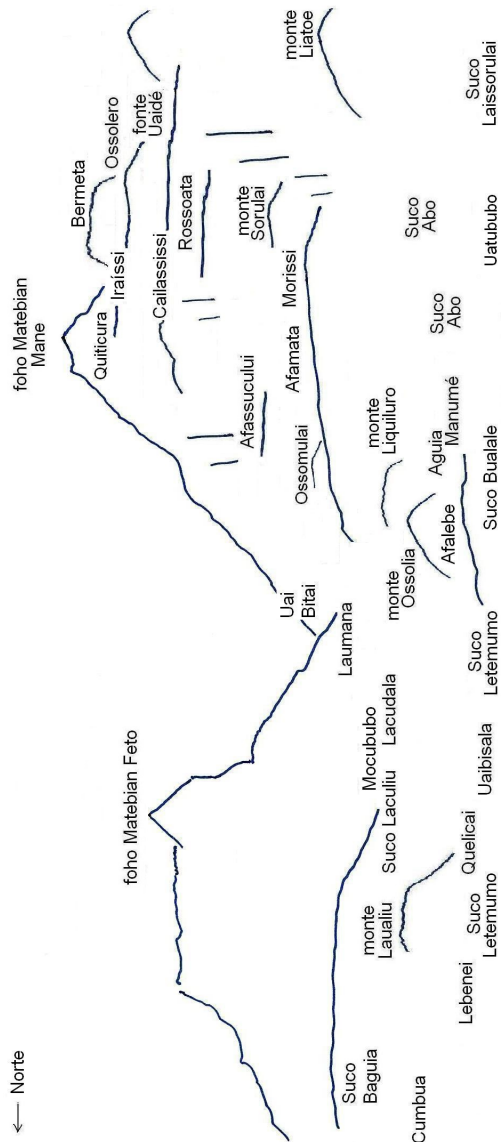 ← Norte
foho Matebian Feto
foho Matebian
Mane
Bermeta
Ossolero
Quiticura
Iraíssi
fonte
Uaidé
Cailassissi
Rossoata
Afassuculuí
monte
Sorulai
monte
Liatoe
Uai
Bitai
Laumana
Ossomulai
Afamata
Morissi
Suco
Baguia
monte
Laualiu
Suco
Laculiu
Mocububo
Lacudala
monte
Ossolia
monte
Liquiluro
Suco
Abo
Suco
Abo
Cumbua
Lebenei
Suco
Letemumo
Quelicai
Uaibisala
Suco
Letemumo
Afalebe
Aguia
Manumé
Suco Bualale
Uatububo
Suco
Laissorulai